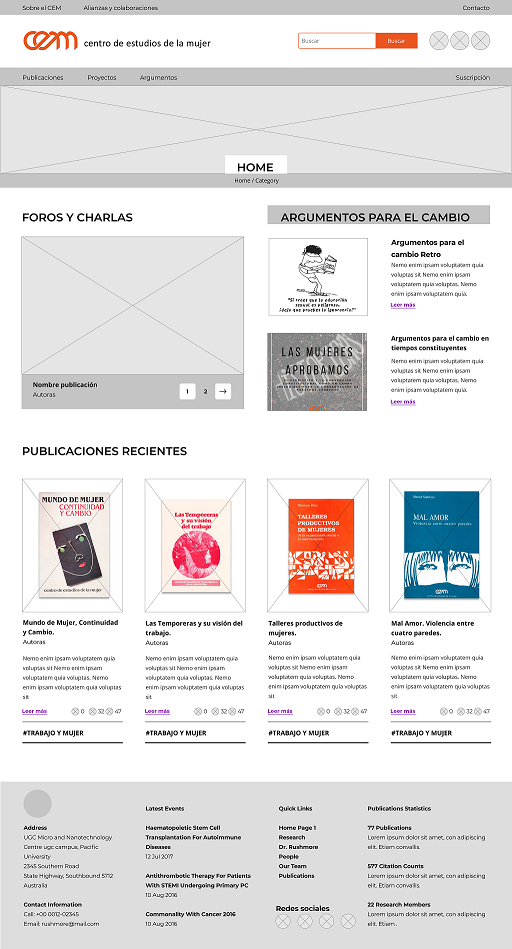 Sobre el CEM
Alianzas y colaboraciones
Contacto
cem
centro de estudios de la mujer
Buscar
Buscar
Publicaciones
Proyectos
Argumentos
Suscripción
HOME
Home / Category
FOROS Y CHARLAS
Nombre publicación
Autoras
1
2
ARGUMENTOS PARA EL CAMBIO
"Si crees que la educación
sexual es peligrosa,
deja que pruebes la ignorancia!!"
Argumentos para el
cambio Retro
Nemo enim ipsam voluptatem quia
voluptas sit Nemo enim ipsam
voluptatem quia voluptas. Nemo
enim ipsam voluptatem quia.
Leer más
LAS MUJERES
APROBAMOS
Argumentos para el cambio en
tiempos constituyentes
Nemo enim ipsam voluptatem quia
voluptas sit Nemo enim ipsam
voluptatem quia voluptas. Nemo
enim ipsam voluptatem quia voluptas
Leer más
PUBLICACIONES RECIENTES
MUNDO DE MUJER
CONTINUIDAD
Y CAMBIO
centro de estudios de la mujer
Mundo de Mujer, Continuidad
y Cambio.
Autoras
Nemo enim ipsam voluptatem quia
voluptas sit Nemo enim ipsam
voluptatem quia voluptas. Nemo
enim ipsam voluptatem quia voluptas
sit
Leer más
0 32 47
#TRABAJO Y MUJER
Las Temporeras
y su visión
del trabajo
Las Temporeras y su visión del
trabajo.
Autoras
Nemo enim ipsam voluptatem quia
voluptas sit Nemo enim ipsam
voluptatem quia voluptas. Nemo
enim ipsam voluptatem quia voluptas
sit
Leer más
0 32 47
#TRABAJO Y MUJER
TALLERES
PRODUCTIVOS
DE MUJERES
cem
Talleres productivos de
mujeres.
Autoras
Nemo enim ipsam voluptatem quia
voluptas sit Nemo enim ipsam
voluptatem quia voluptas. Nemo
enim ipsam voluptatem quia voluptas
sit
Leer más
0 32 47
#TRABAJO Y MUJER
MAL AMOR
Violencia entre cuatro paredes
cem
Mal Amor. Violencia entre
cuatro paredes.
Autoras
Nemo enim ipsam voluptatem quia
voluptas sit Nemo enim ipsam
voluptatem quia voluptas. Nemo
enim ipsam voluptatem quia voluptas
sit
Leer más
0 32 47
#TRABAJO Y MUJER
Address
UGC Micro and Nanotechnology
Centre ugc campus, Pacific
University
2345 Southern Road
State Highway, Southbound 5712
Australia
Contact Information
Call: +00 0012-02345
Email: rushmore@mail.com
Latest Events
Haematopoietic Stem Cell
Transplantation For Autoimmune
Diseases
12 Jul 2017
Antithrombotic Therapy For Patients
With STEMI Undergoing Primary PC
10 Aug 2016
Commonality With Cancer 2016
10 Aug 2016
Quick Links
Home Page 1
Research
Dr. Rushmore
People
Our Team
Publications
Redes sociales
Publications Statistics
77 Publications
Lorem ipsum dolor sit amet, con adipiscing
elit. Etiam convallis.
577 Citation Counts
Lorem ipsum dolor sit amet, con adipiscing
elit. Etiam convallis.
22 Research Members
Lorem ipsum dolor sit amet, con adipiscing
elit. Etiam.